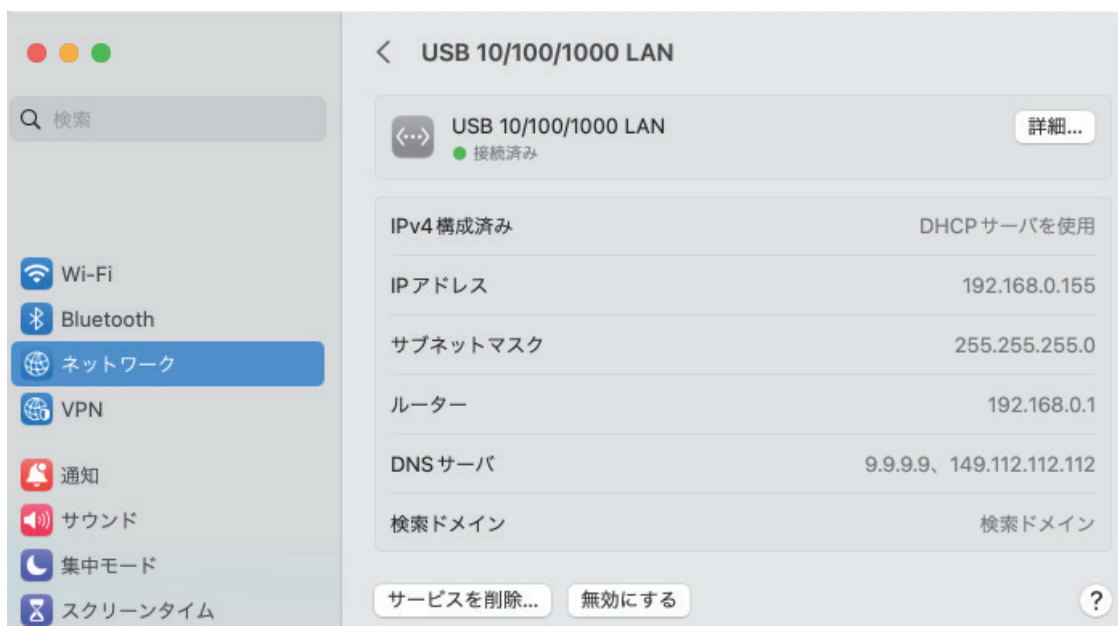 USB 10/100/1000 LAN
検索
Wi-Fi
Bluetooth
ネットワーク
VPN
通知
サウンド
集中モード
スクリーンタイム
USB 10/100/1000 LAN
接続済み
詳細...
IPv4構成済み DHCPサーバを使用
IPアドレス 192.168.0.155
サブネットマスク 255.255.255.0
ルーター 192.168.0.1
DNSサーバ 9.9.9.9、149.112.112.112
検索ドメイン 検索ドメイン
サービスを削除... 無効にする ?